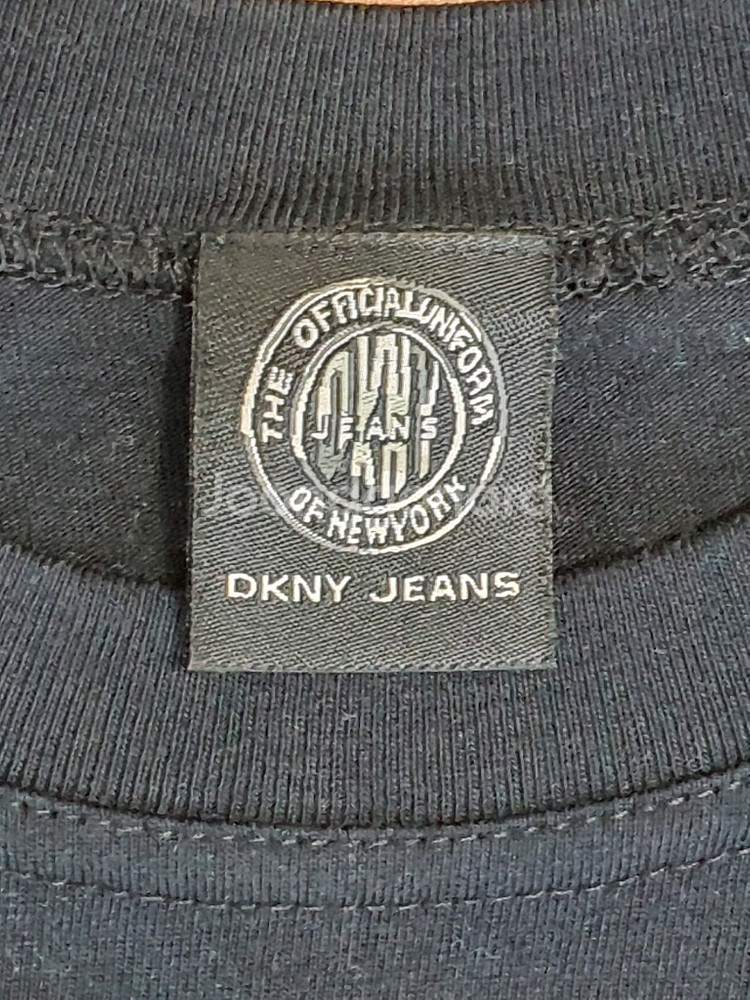 THE OFFICIAL UNIFORM
JEANS
OF NEW YORK
DKNY JEANS